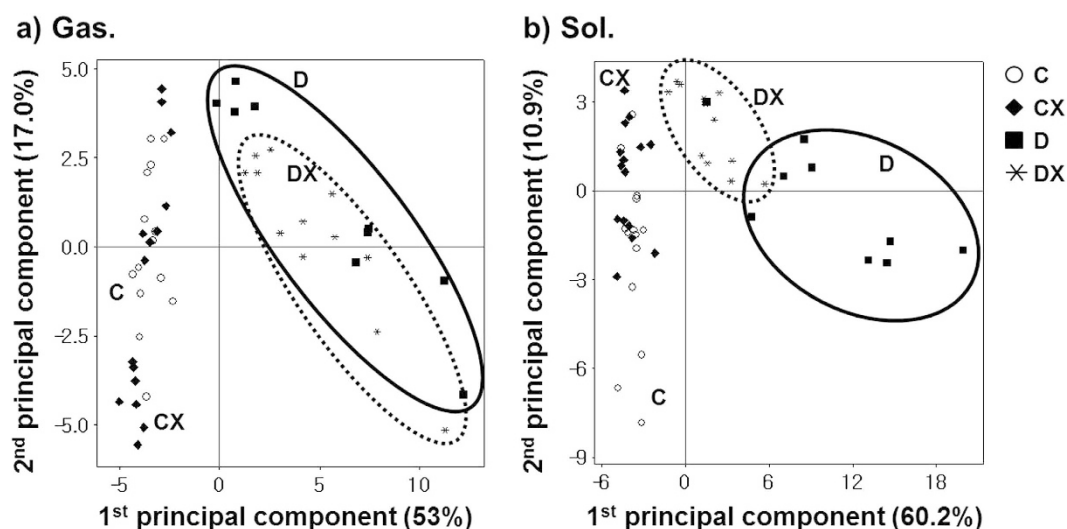 a) Gas.
b) Sol.
2nd principal component (17.0%)
5.0
2.5
0.0
-2.5
-5.0
D
DX
C
CX
-5
0
5
10
1st principal component (53%)
2nd principal component (10.9%)
3
0
-3
-6
-9
CX
DX
D
C
-6
0
6
12
18
1st principal component (60.2%)
C
CX
D
DX